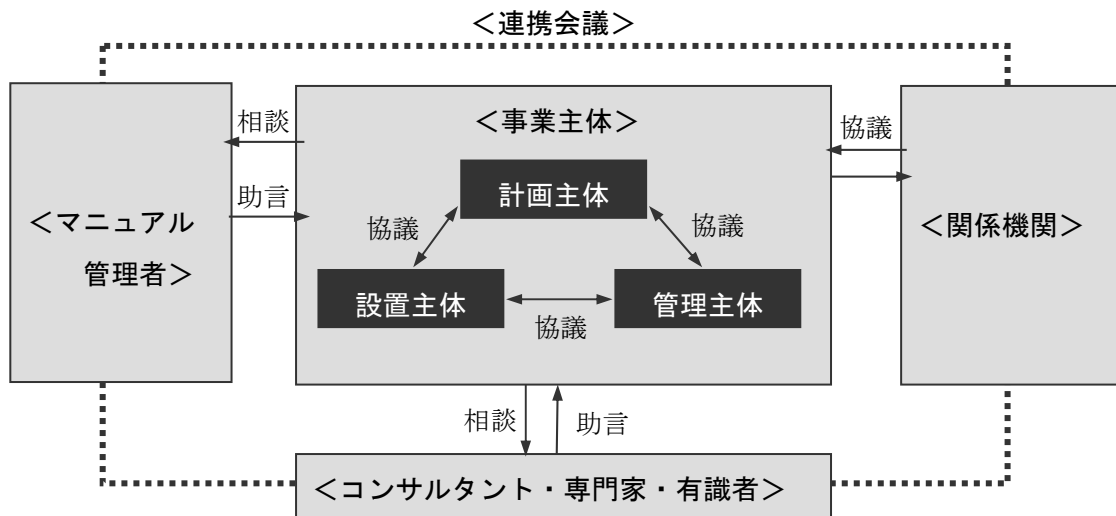 ＜連携会議＞
相談
＜事業主体＞
協議
計画主体
助言
＜マニュアル
管理者＞
協議
協議
＜関係機関＞
設置主体
管理主体
協議
相談
助言
＜コンサルタント・専門家・有識者＞